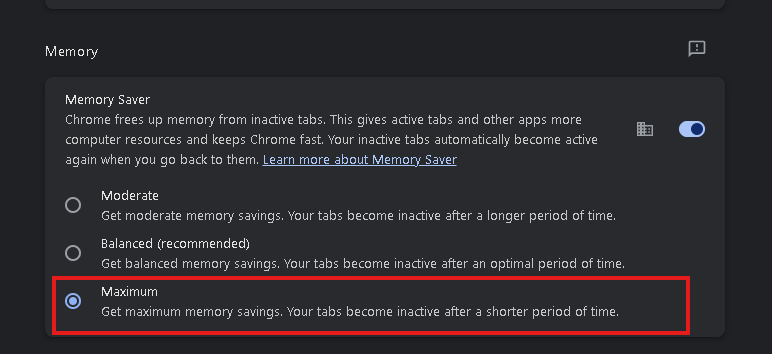 Memory
Memory Saver
Chrome frees up memory from inactive tabs. This gives active tabs and other apps more
computer resources and keeps Chrome fast. Your inactive tabs automatically become active
again when you go back to them. Learn more about Memory Saver
Moderate
Get moderate memory savings. Your tabs become inactive after a longer period of time.
Balanced (recommended)
Get balanced memory savings. Your tabs become inactive after an optimal period of time.
Maximum
Get maximum memory savings. Your tabs become inactive after a shorter period of time.